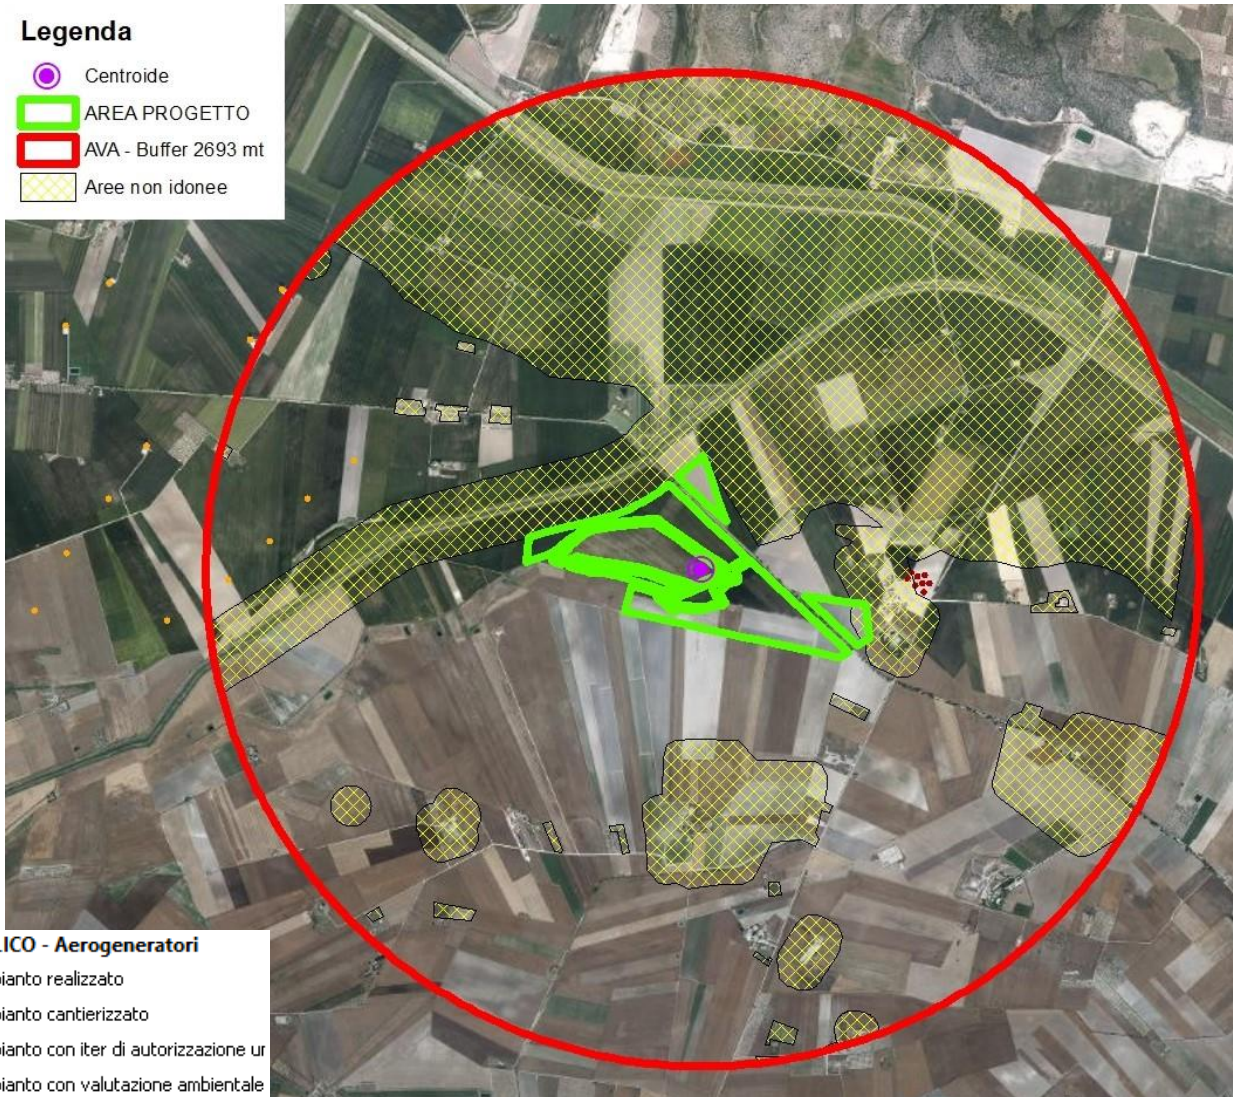 Legenda
Centroide
AREA PROGETTO
AVA - Buffer 2693 mt
Aree non idonee
LICO - Aerogeneratori
pianto realizzato
pianto cantierizzato
pianto con iter di autorizzazione ur
pianto con valutazione ambientale